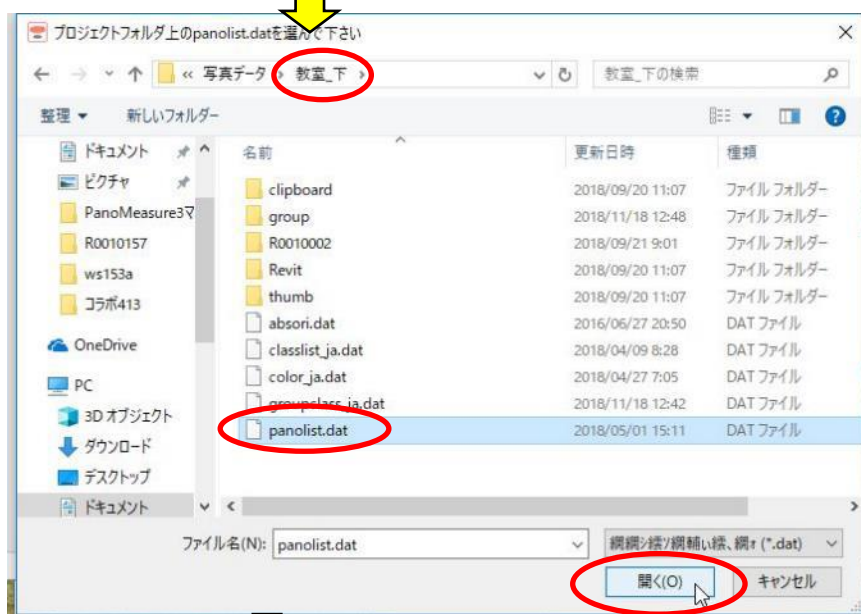 プロジェクトフォルダ上のpanolist.datを選んで下さい
« 写真データ › 教室_下 ›
教室_下の検索
整理 新しいフォルダー
名前 更新日時 種類
ドキュメント
ピクチャ
PanoMeasure3マ
R0010157
ws153a
コラボ413
OneDrive
PC
3D オブジェクト
ダウンロード
デスクトップ
ドキュメント
clipboard 2018/09/20 11:07 ファイル フォルダー
group 2018/11/18 12:48 ファイル フォルダー
R0010002 2018/09/21 9:01 ファイル フォルダー
Revit 2018/09/20 11:07 ファイル フォルダー
thumb 2018/09/20 11:07 ファイル フォルダー
absori.dat 2016/06/27 20:50 DAT ファイル
classlist_ja.dat 2018/04/09 8:28 DAT ファイル
color_ja.dat 2018/04/27 7:05 DAT ファイル
groupclass_ja.dat 2018/11/18 12:42 DAT ファイル
panolist.dat 2018/05/01 15:11 DAT ファイル
ファイル名(N): panolist.dat
(*.dat)
開く(O) キャンセル